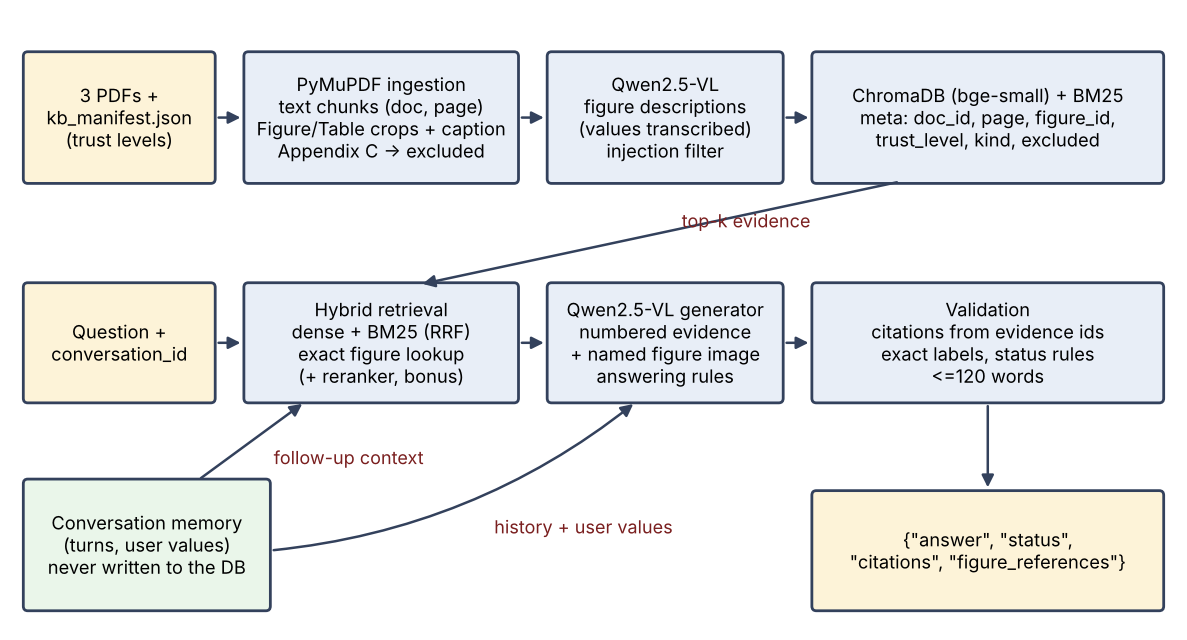 3 PDFs +
kb_manifest.json
(trust levels)
PyMuPDF ingestion
text chunks (doc, page)
Figure/Table crops + caption
Appendix C → excluded
Qwen2.5-VL
figure descriptions
(values transcribed)
injection filter
ChromaDB (bge-small) + BM25
meta: doc_id, page, figure_id,
trust_level, kind, excluded
top-k evidence
Question +
conversation_id
Hybrid retrieval
dense + BM25 (RRF)
exact figure lookup
(+ reranker, bonus)
Qwen2.5-VL generator
numbered evidence
+ named figure image
answering rules
Validation
citations from evidence ids
exact labels, status rules
<=120 words
follow-up context
Conversation memory
(turns, user values)
never written to the DB
history + user values
{"answer", "status",
"citations", "figure_references"}